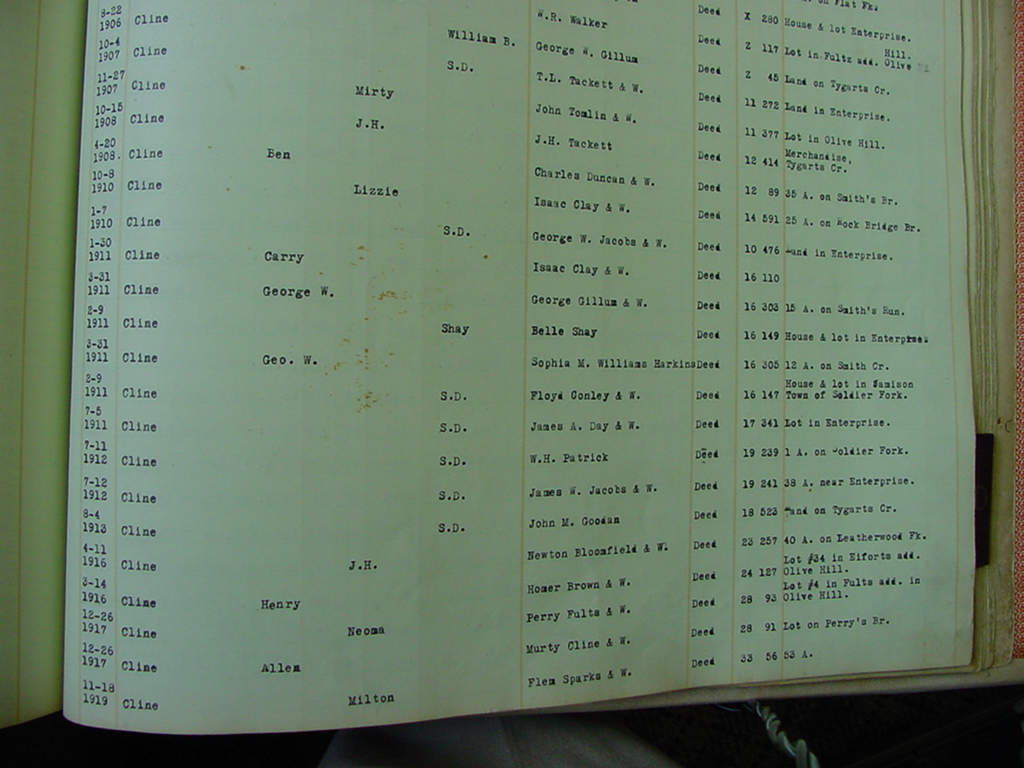 W.R. Walker Deed Z 117 Lot in Fultz add. Olive Hill.
on Flat Fk.
Deed X 280 House & lot Enterprise.
8-22
1906 Cline William B. George W. Gillum Deed Z 45 Land on Tygarts Cr.
10-4
1907 Cline S.D. T.L. Tackett & W. Deed 11 272 Land in Enterprise.
11-27
1907 Cline Mirty John Tomlin & W. Deed 11 377 Lot in Olive Hill.
10-15
1908 Cline J.H. J.H. Tackett Deed 12 414 Merchandise,
Tygarts Cr.
4-20
1908. Cline Ben Charles Duncan & W. Deed 12 89 35 A. on Smith's Br.
10-8
1910 Cline Lizzie Isaac Clay & W. Deed 14 591 25 A. on Rock Bridge Br.
1-7
1910 Cline S.D. George W. Jacobs & W. Deed 10 476 Land in Enterprise.
1-30
1911 Cline Carry Isaac Clay & W. Deed 16 110
3-31
1911 Cline George W. George Gillum & W. Deed 16 303 15 A. on Smith's Run.
2-9
1911 Cline Shay Belle Shay Deed 16 149 House & lot in Enterprise.
3-31
1911 Cline Geo. W. Sophia M. Williams Harkins Deed 16 305 12 A. on Smith Cr.
2-9
1911 Cline S.D. Floyd Conley & W. Deed 16 147 House & lot in Jamison
Town of Soldier Fork.
7-5
1911 Cline S.D. James A. Day & W. Deed 17 341 Lot in Enterprise.
7-11
1912 Cline S.D. W.H. Patrick Deed 19 239 1 A. on Soldier Fork.
7-12
1912 Cline S.D. James W. Jacobs & W. Deed 19 241 38 A. near Enterprise.
8-4
1913 Cline S.D. John M. Goodan Deed 18 523 Land on Tygarts Cr.
4-11
1916 Cline J.H. Newton Bloomfield & W. Deed 23 257 40 A. on Leatherwood Fk.
3-14
1916 Cline Henry Homer Brown & W. Deed 24 127 Lot #34 in Eiforts add.
Olive Hill.
12-26
1917 Cline Neoma Perry Fults & W. Deed 28 93 Lot #4 in Fults add. in
Olive Hill.
12-26
1917 Cline Allen Murty Cline & W. Deed 28 91 Lot on Perry's Br.
11-18
1919 Cline Milton Flem Sparks & W. Deed 33 56 53 A.